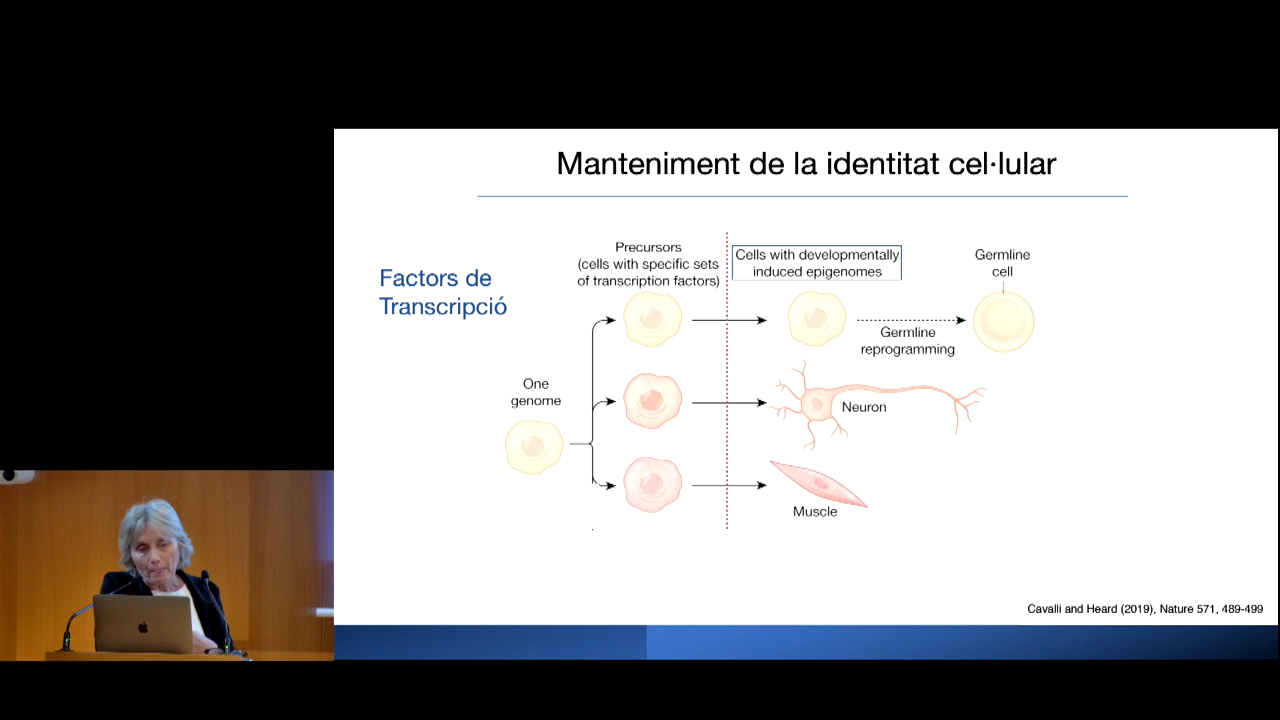 Manteniment de la identitat cel·lular
Factors de
Transcripció
Precursors
(cells with specific sets
of transcription factors)
Cells with developmentally
induced epigenomes
Germline
cell
Germline
reprogramming
One
genome
Neuron
Muscle
Cavalli and Heard (2019), Nature 571, 489-499